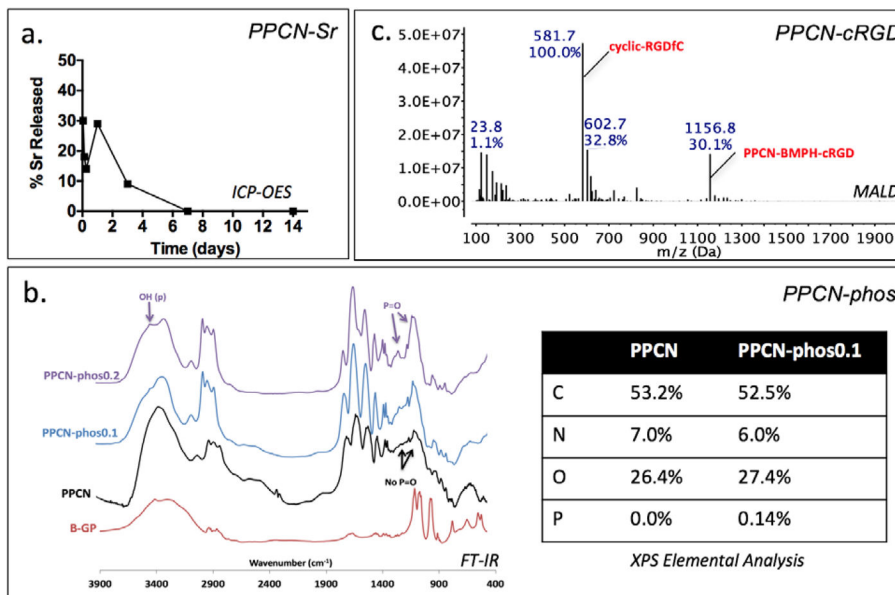 a.
PPCN-Sr
50
40
30
20
10
0
% Sr Released
ICP-OES
0 2 4 6 8 10 12 14
Time (days)
c.
PPCN-cRGD
5.0E+07
4.0E+07
3.0E+07
2.0E+07
1.0E+07
0.0E+00
581.7
100.0%
cyclic-RGDfC
23.8
1.1%
602.7
32.8%
1156.8
30.1%
PPCN-BMPH-cRGD
MALD
100 300 500 700 900 1100 1300 1500 1700 1900
m/z (Da)
b.
PPCN-phos
OH (p)
P=O
PPCN-phos0.2
PPCN-phos0.1
PPCN
No P=O
B-GP
Wavenumber (cm⁻¹)
FT-IR
3900 3400 2900 2400 1900 1400 900 400
PPCN PPCN-phos0.1
C 53.2% 52.5%
N 7.0% 6.0%
O 26.4% 27.4%
P 0.0% 0.14%
XPS Elemental Analysis